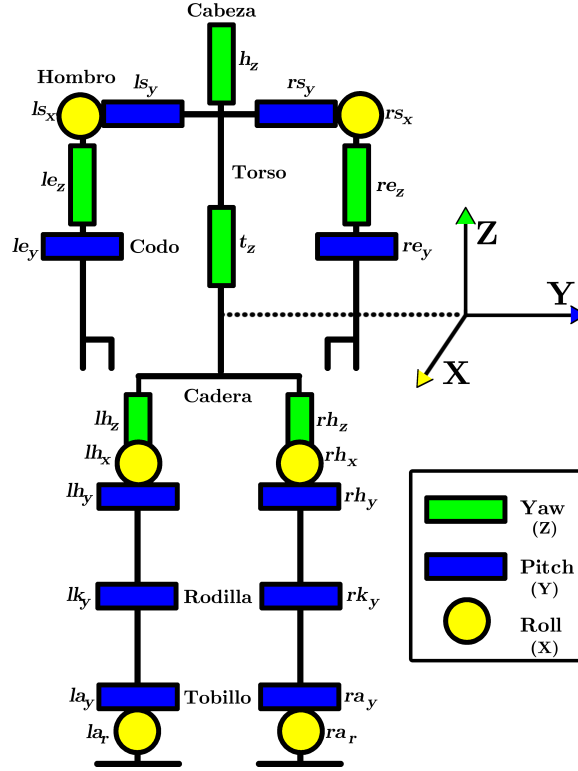 Cabeza
h_z
Hombro
ls_y
rs_y
ls_x
rs_x
Torso
le_z
re_z
le_y
Codo
t_z
re_y
Z
Y
X
Cadera
lh_z
rh_z
lh_x
rh_x
lh_y
rh_y
Yaw
(Z)
Pitch
(Y)
lk_y
Rodilla
rk_y
Roll
(X)
la_y
Tobillo
ra_y
la_r
ra_r